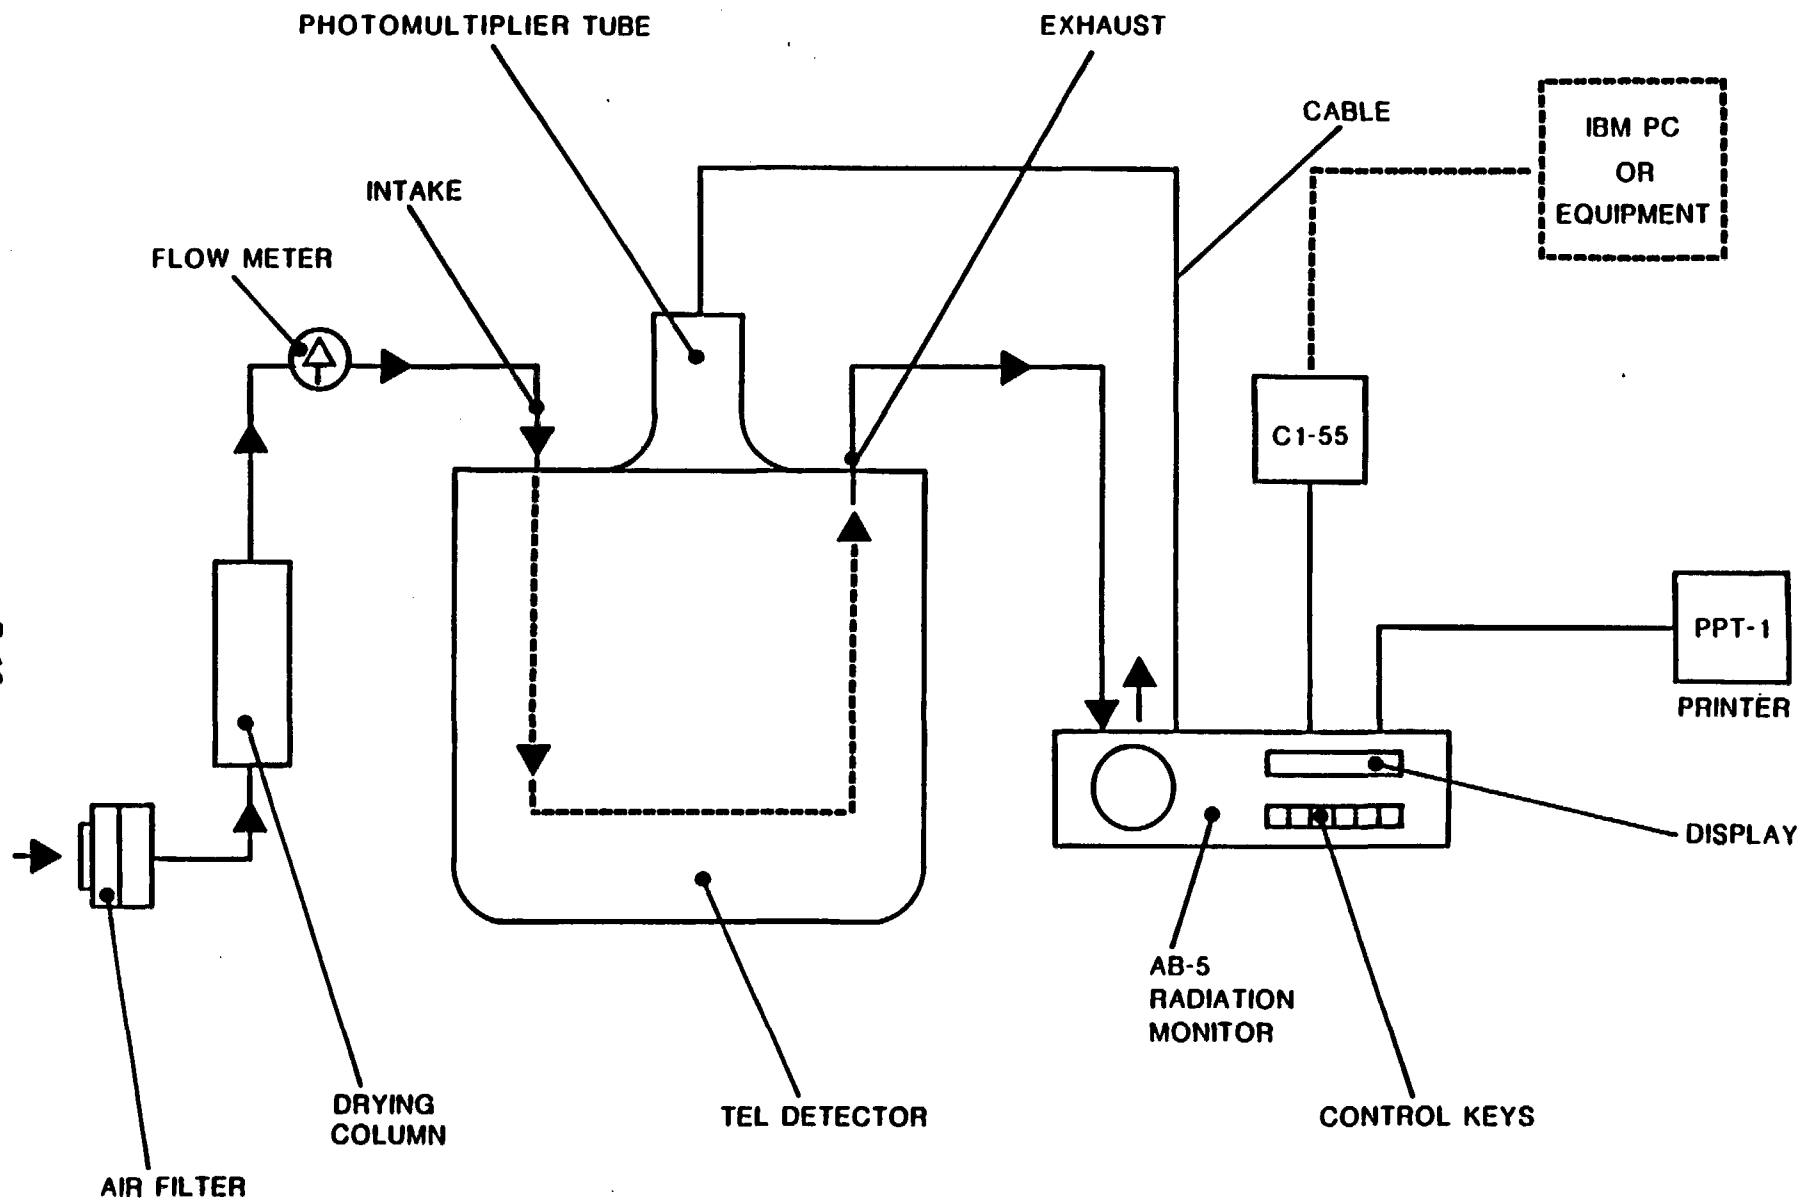 PHOTOMULTIPLIER TUBE
EXHAUST
CABLE
IBM PC
OR
EQUIPMENT
INTAKE
FLOW METER
C1-55
PPT-1
PRINTER
DISPLAY
AB-5
RADIATION
MONITOR
DRYING
COLUMN
TEL DETECTOR
CONTROL KEYS
AIR FILTER